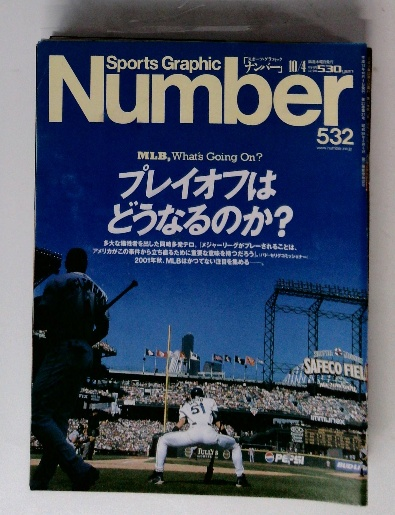 Sports Graphic
「スポーツ・グラフィック
ナンバー」
10/4
530
Number
532
MLB, What's Going On?
プレイオフは
どうなるのか?
多大な犠牲者を出した同時多発テロ。「メジャーリーグがプレーされることは、
アメリカがこの事件から立ち直るために重要な意味を持つだろう」
2001年秋、MLBはかつてない注目を集める
SAFECO FIEL
51
PEPSI